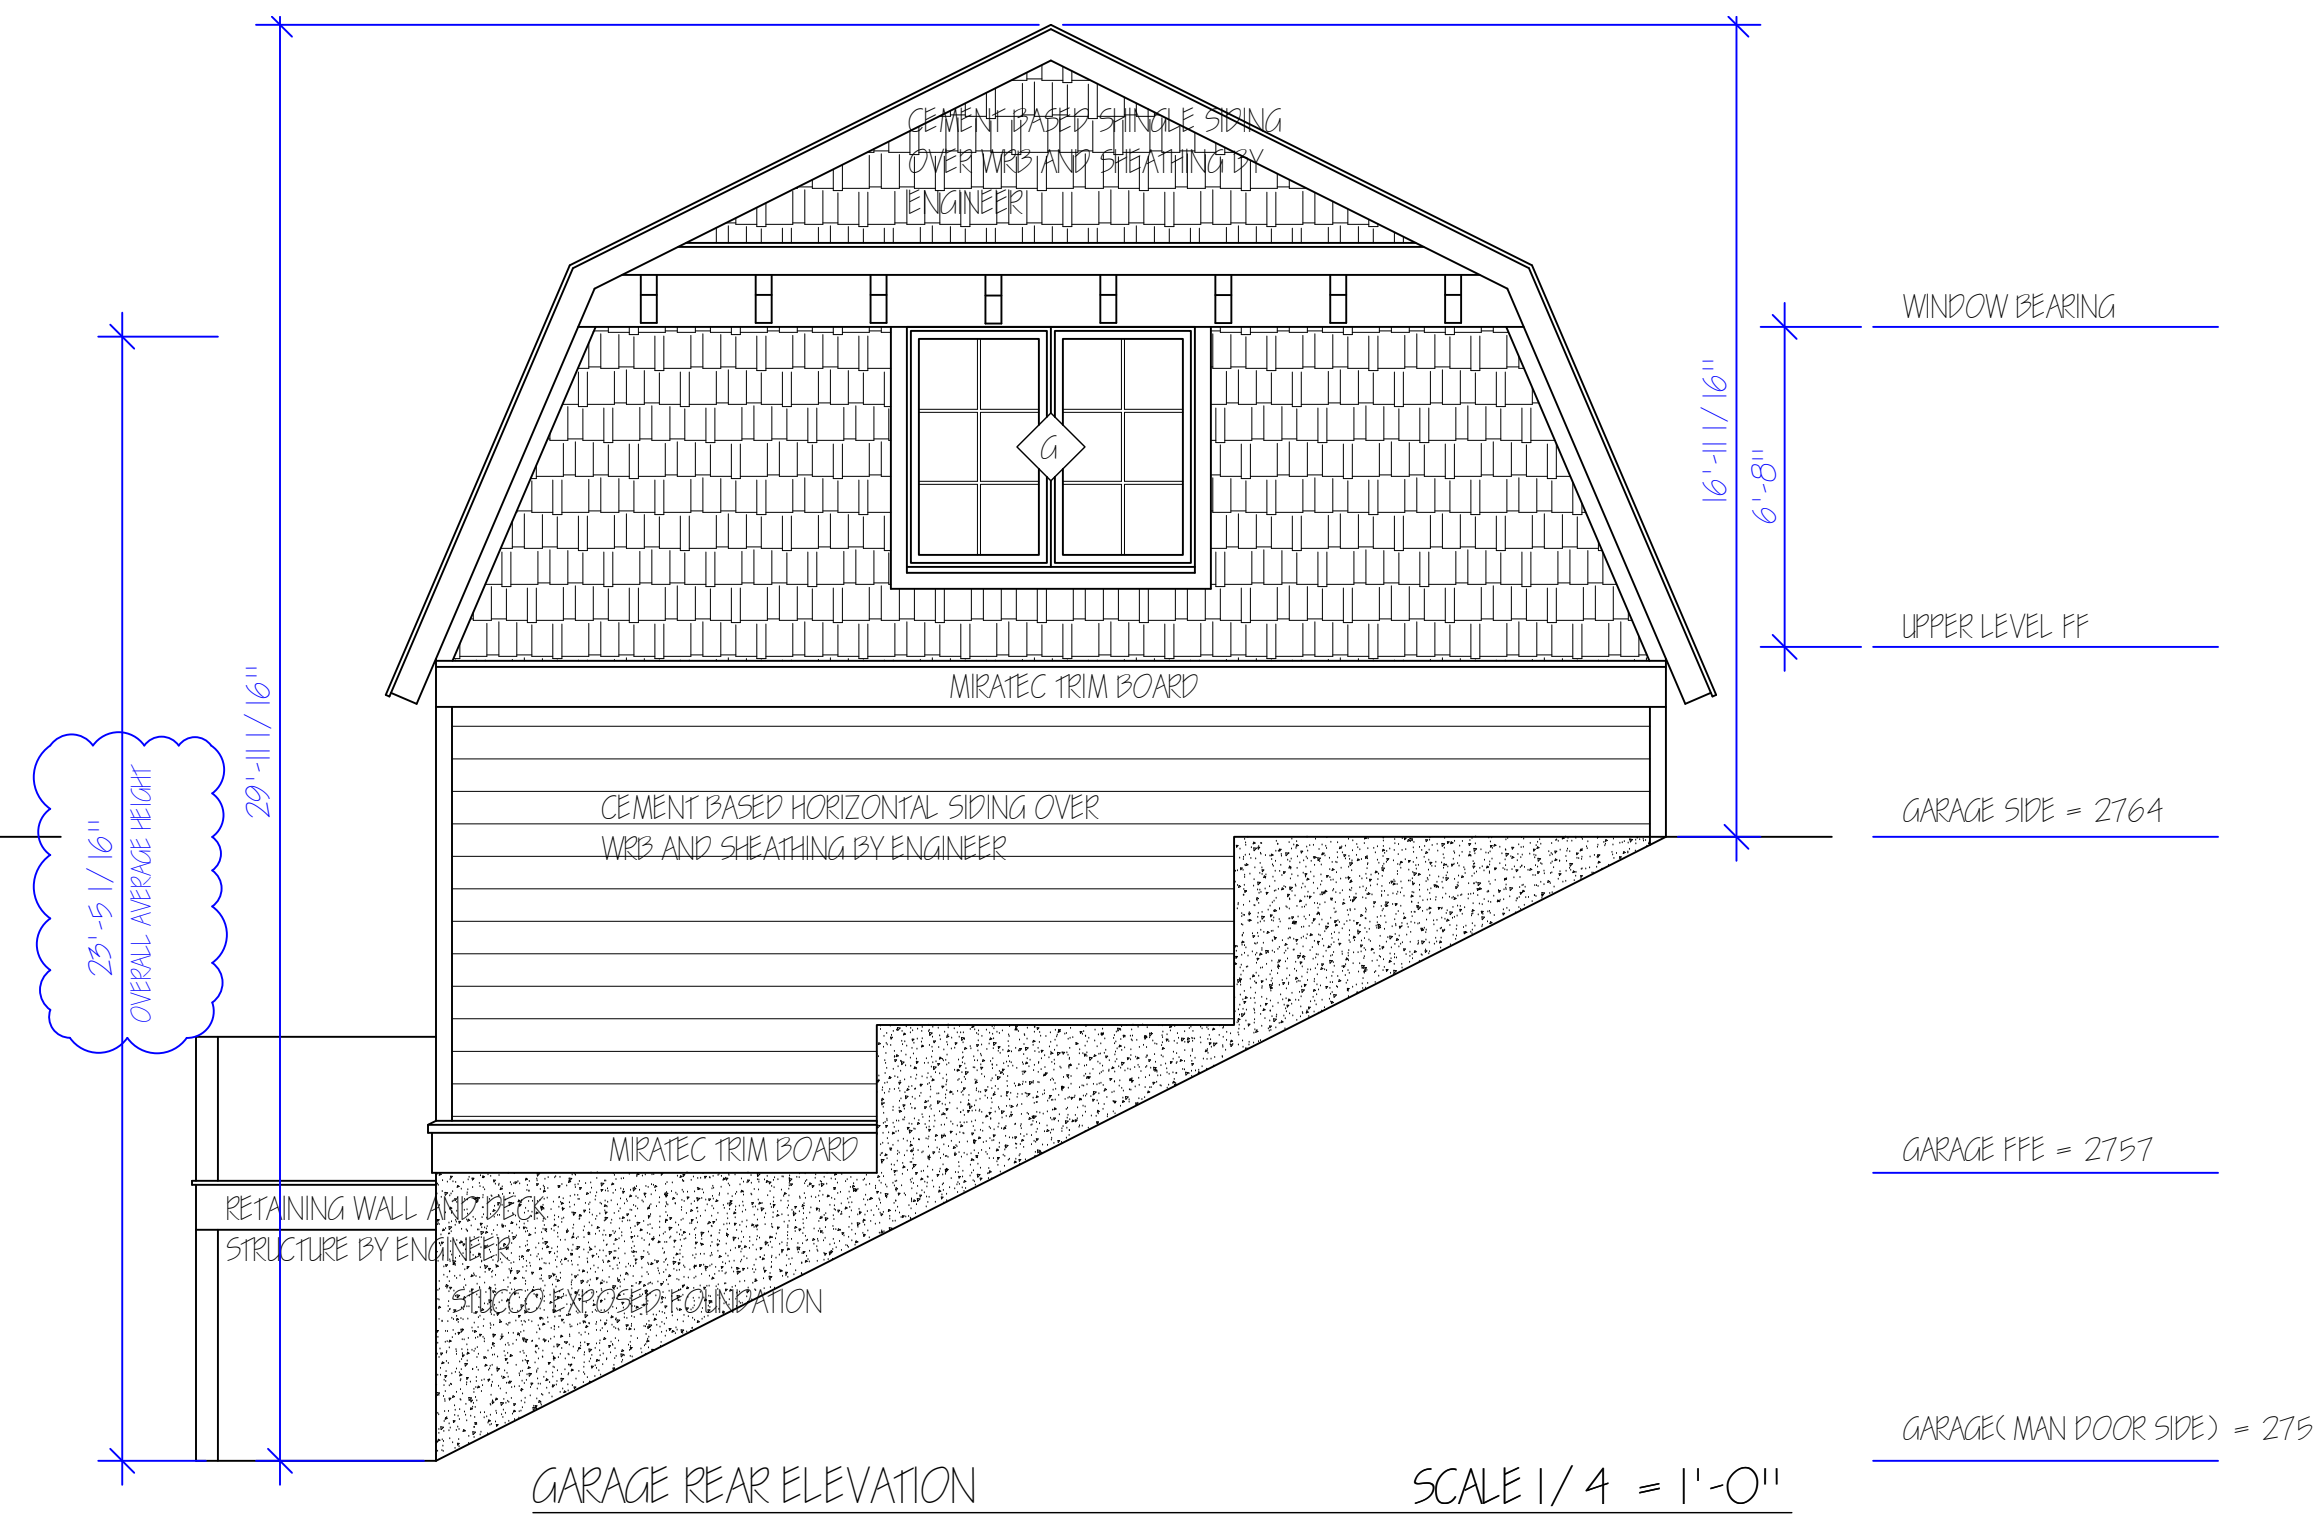 CEMENT BASED SHINGLE SIDING
OVER WRB AND SHEATHING BY
ENGINEER
WINDOW BEARING
16'-11 1/16"
6'-8"
G
UPPER LEVEL FF
MIRATEC TRIM BOARD
29'-11 1/16"
23'-5 1/16"
OVERALL AVERAGE HEIGHT
CEMENT BASED HORIZONTAL SIDING OVER
WRB AND SHEATHING BY ENGINEER
GARAGE SIDE = 2764
MIRATEC TRIM BOARD
GARAGE FFE = 2757
RETAINING WALL AND DECK
STRUCTURE BY ENGINEER
STUCCO EXPOSED FOUNDATION
GARAGE( MAN DOOR SIDE) = 275
GARAGE REAR ELEVATION
SCALE 1/4 = 1'-0"